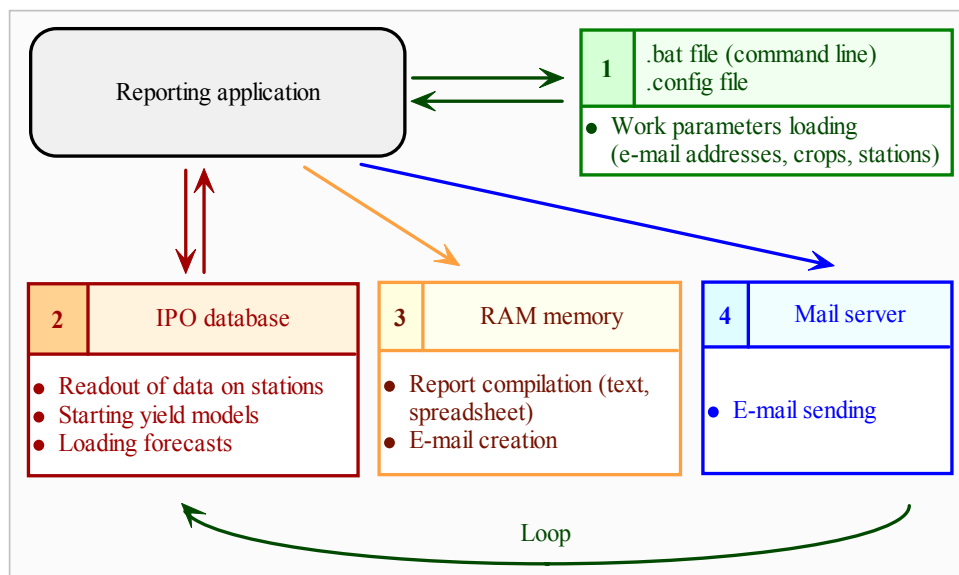 Reporting application
1
.bat file (command line)
.config file
● Work parameters loading
(e-mail addresses, crops, stations)
2
IPO database
● Readout of data on stations
● Starting yield models
● Loading forecasts
3
RAM memory
● Report compilation (text,
spreadsheet)
● E-mail creation
4
Mail server
● E-mail sending
Loop